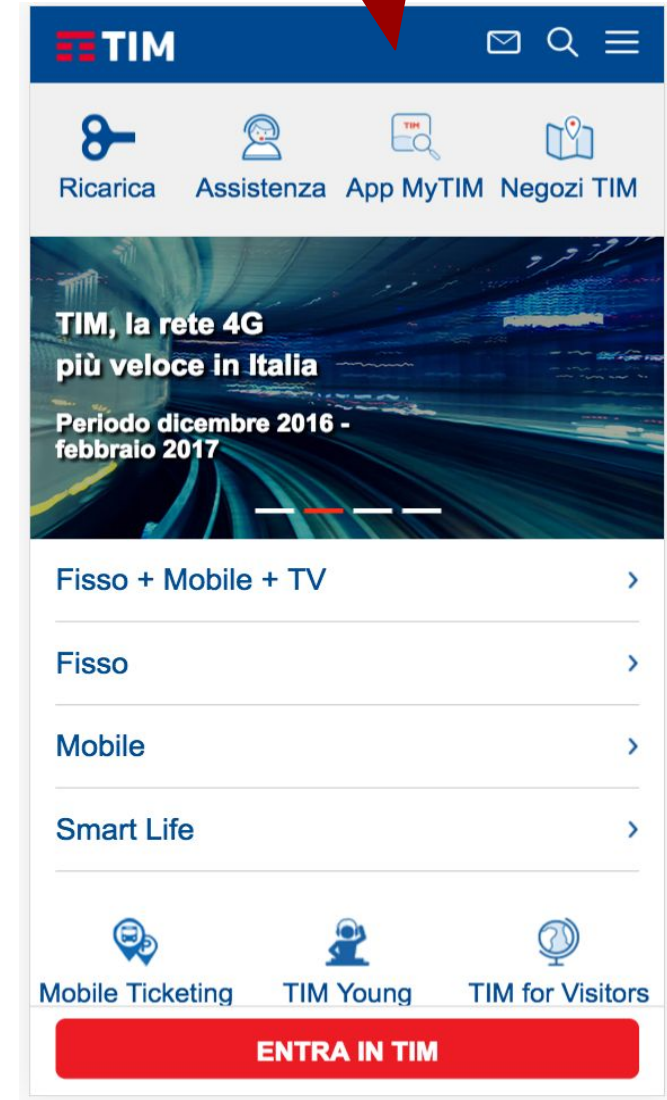 TIM
Ricarica Assistenza App MyTIM Negozi TIM
TIM, la rete 4G
più veloce in Italia
Periodo dicembre 2016 -
febbraio 2017
Fisso + Mobile + TV
Fisso
Mobile
Smart Life
Mobile Ticketing TIM Young TIM for Visitors
ENTRA IN TIM